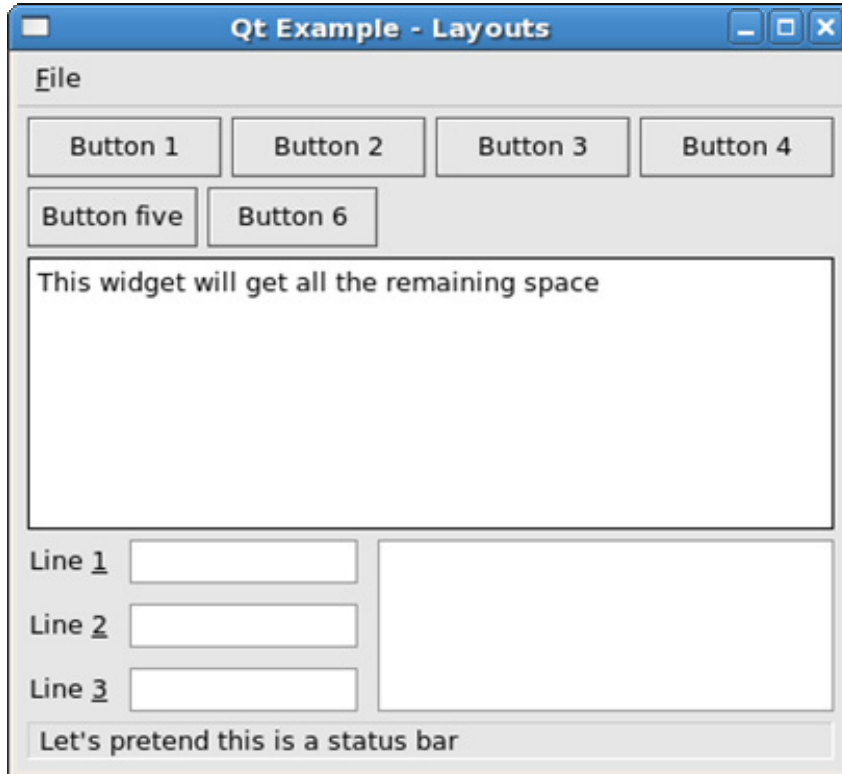 Qt Example - Layouts
File
Button 1 Button 2 Button 3 Button 4
Button five Button 6
This widget will get all the remaining space
Line 1
Line 2
Line 3
Let's pretend this is a status bar